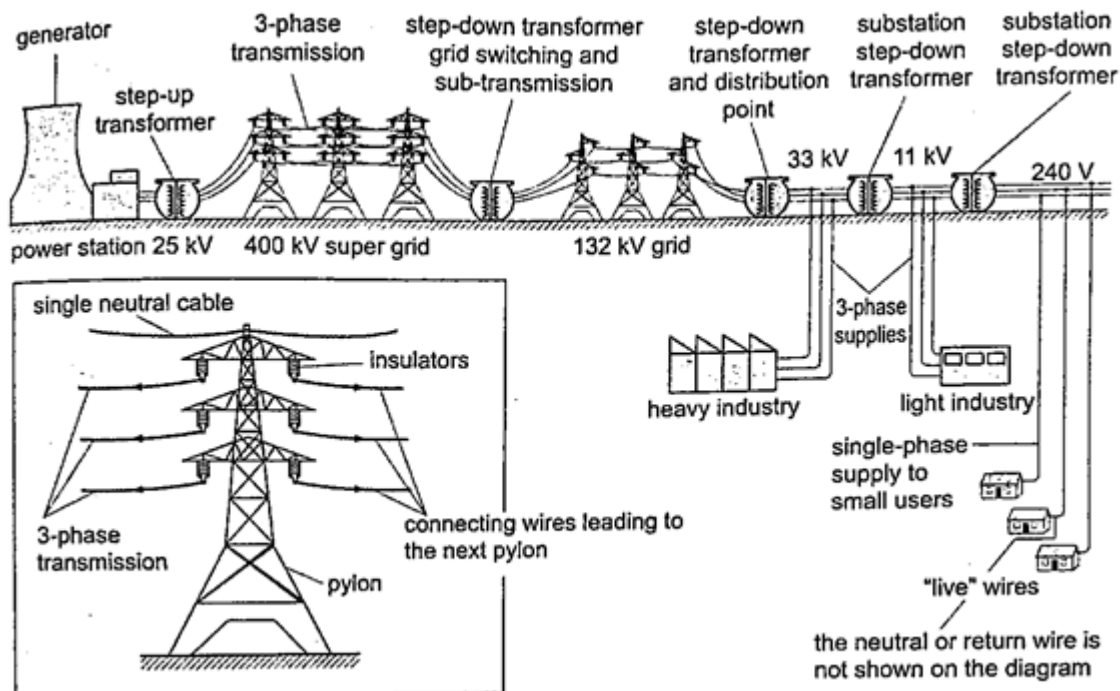 generator
step-up
transformer
3-phase
transmission
step-down transformer
grid switching and
sub-transmission
step-down
transformer
and distribution
point
substation
step-down
transformer
substation
step-down
transformer
33 kV
11 kV
240 V
power station 25 kV
400 kV super grid
132 kV grid
3-phase
supplies
heavy industry
light industry
single-phase
supply to
small users
"live" wires
the neutral or return wire is
not shown on the diagram
single neutral cable
insulators
3-phase
transmission
connecting wires leading to
the next pylon
pylon